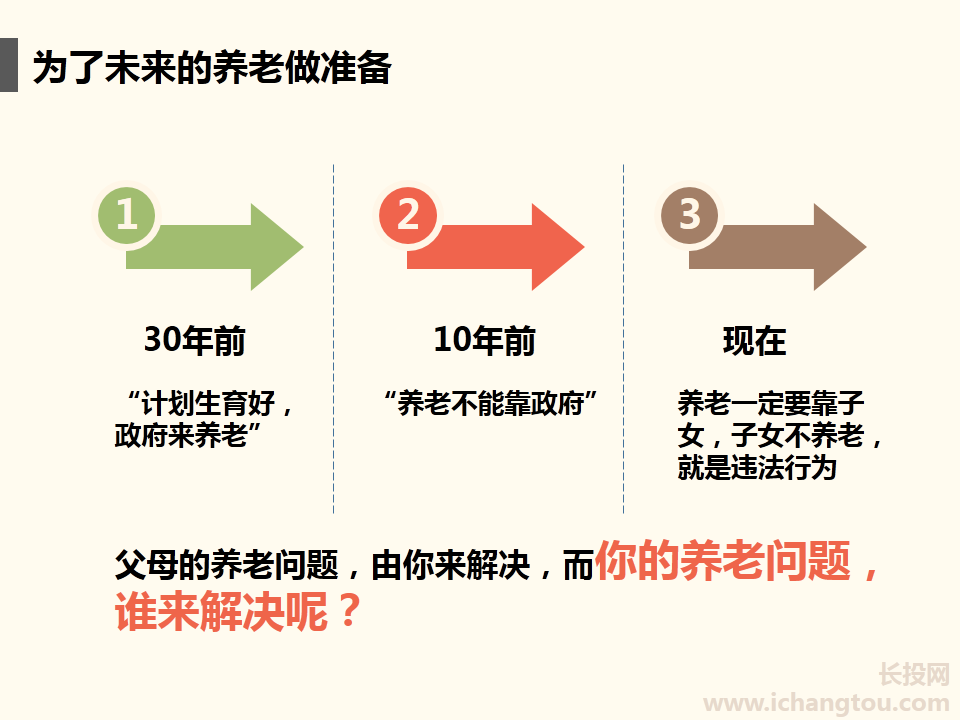 为了未来的养老做准备
1
2
3
30年前
10年前
现在
“计划生育好，
政府来养老”
“养老不能靠政府”
养老一定要靠子
女，子女不养老，
就是违法行为
父母的养老问题，由你来解决，而你的养老问题，
谁来解决呢？
长投网
www.ichangtou.com